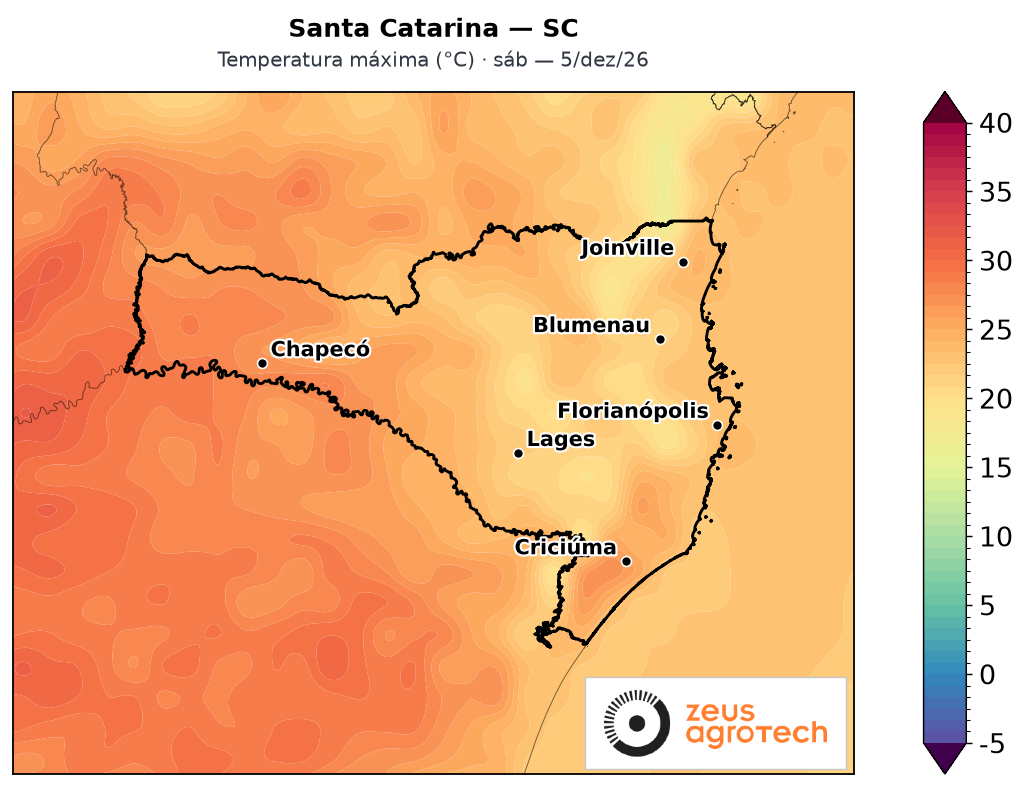 Santa Catarina — SC
Temperatura máxima (°C) · sáb — 5/dez/26
Joinville
Blumenau
Chapecó
Florianópolis
Lages
Criciúma
zeus
agrotech
40
35
30
25
20
15
10
5
0
-5